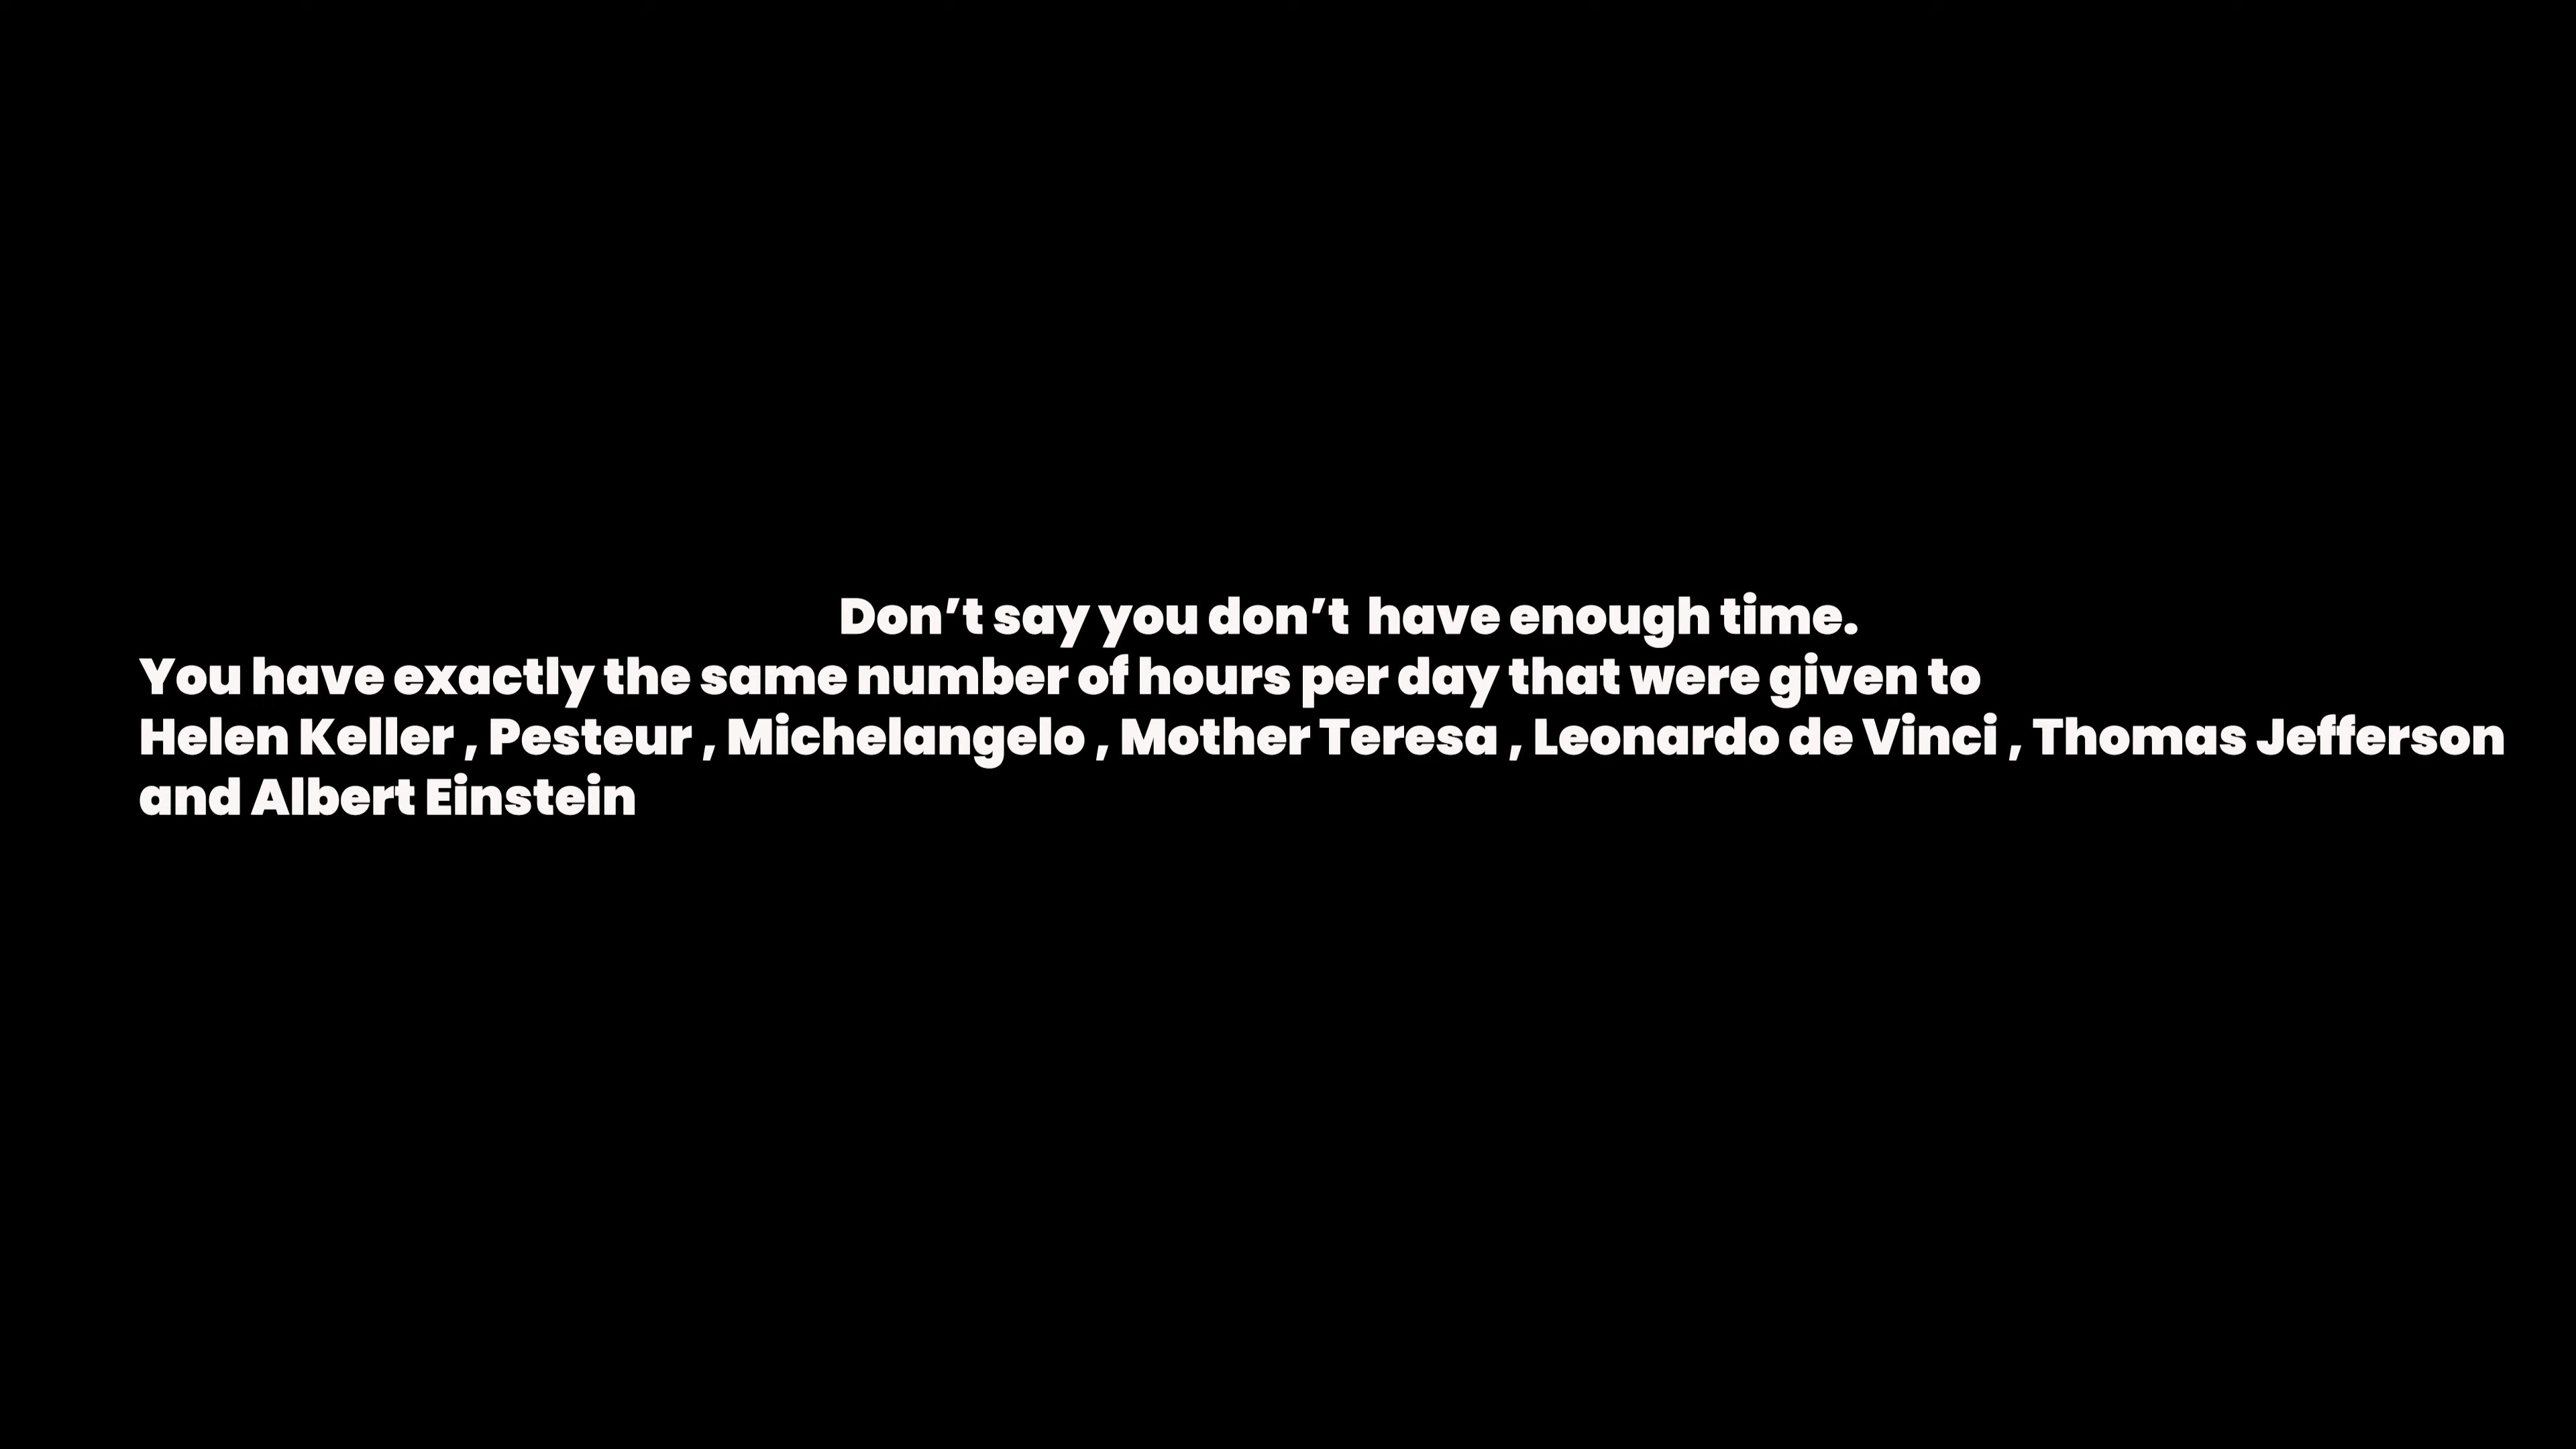 Don’t say you don’t  have enough time.
You have exactly the same number of hours per day that were given to
Helen Keller , Pesteur , Michelangelo , Mother Teresa , Leonardo de Vinci , Thomas Jefferson
and Albert Einstein